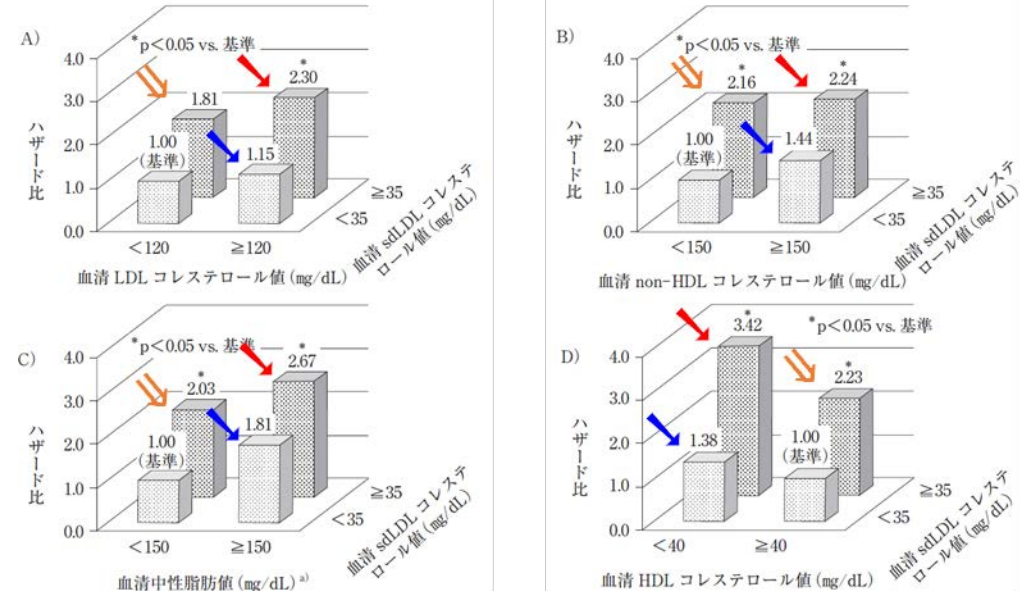 A)
*p<0.05 vs. 基準
4.0
3.0
2.0
1.0
0.0
ハザード比
1.00
(基準)
1.81
1.15
*
2.30
≧35
<35
<120
≧120
血清 sdLDL コレステ
ロール値(mg/dL)
血清 LDL コレステロール値(mg/dL)
B)
*p<0.05 vs. 基準
4.0
3.0
2.0
1.0
0.0
ハザード比
1.00
(基準)
*
2.16
1.44
*
2.24
≧35
<35
<150
≧150
血清 sdLDL コレステ
ロール値(mg/dL)
血清 non-HDL コレステロール値(mg/dL)
C)
*p<0.05 vs. 基準
4.0
3.0
2.0
1.0
0.0
ハザード比
1.00
(基準)
*
2.03
1.81
*
2.67
≧35
<35
<150
≧150
血清 sdLDL コレステ
ロール値(mg/dL)
血清中性脂肪値(mg/dL) a)
D)
*p<0.05 vs. 基準
4.0
3.0
2.0
1.0
0.0
ハザード比
1.38
*
3.42
1.00
(基準)
*
2.23
≧35
<35
<40
≧40
血清 sdLDL コレステ
ロール値(mg/dL)
血清 HDL コレステロール値(mg/dL)